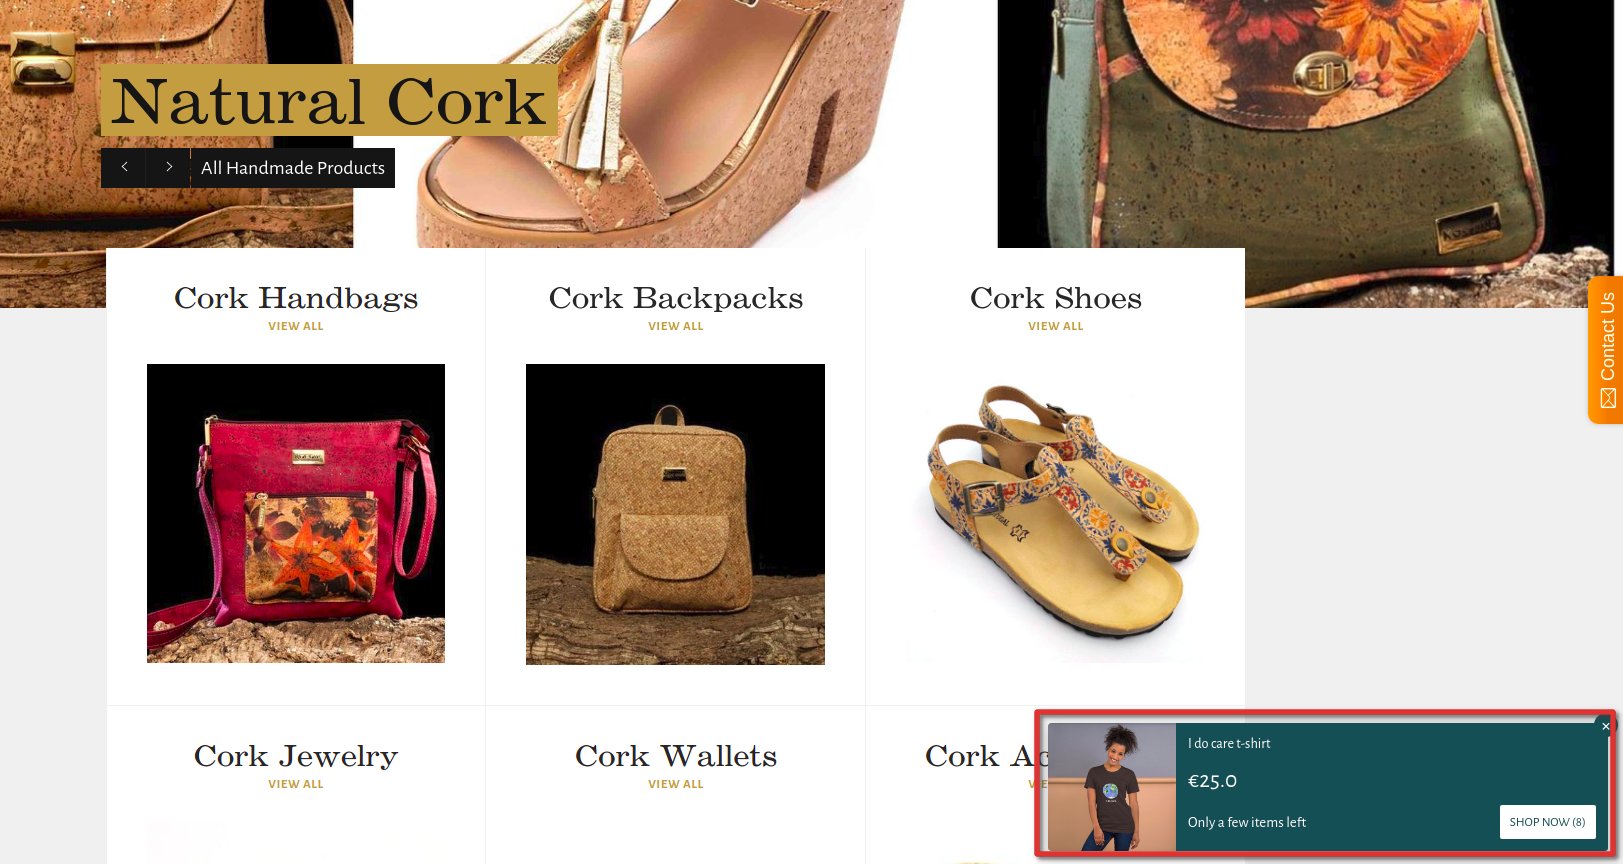 Natural Cork
All Handmade Products
Cork Handbags
VIEW ALL
Cork Backpacks
VIEW ALL
Cork Shoes
VIEW ALL
Contact Us
Cork Jewelry
VIEW ALL
Cork Wallets
VIEW ALL
Cork
I do care t-shirt
€25.0
Only a few items left
SHOP NOW (8)